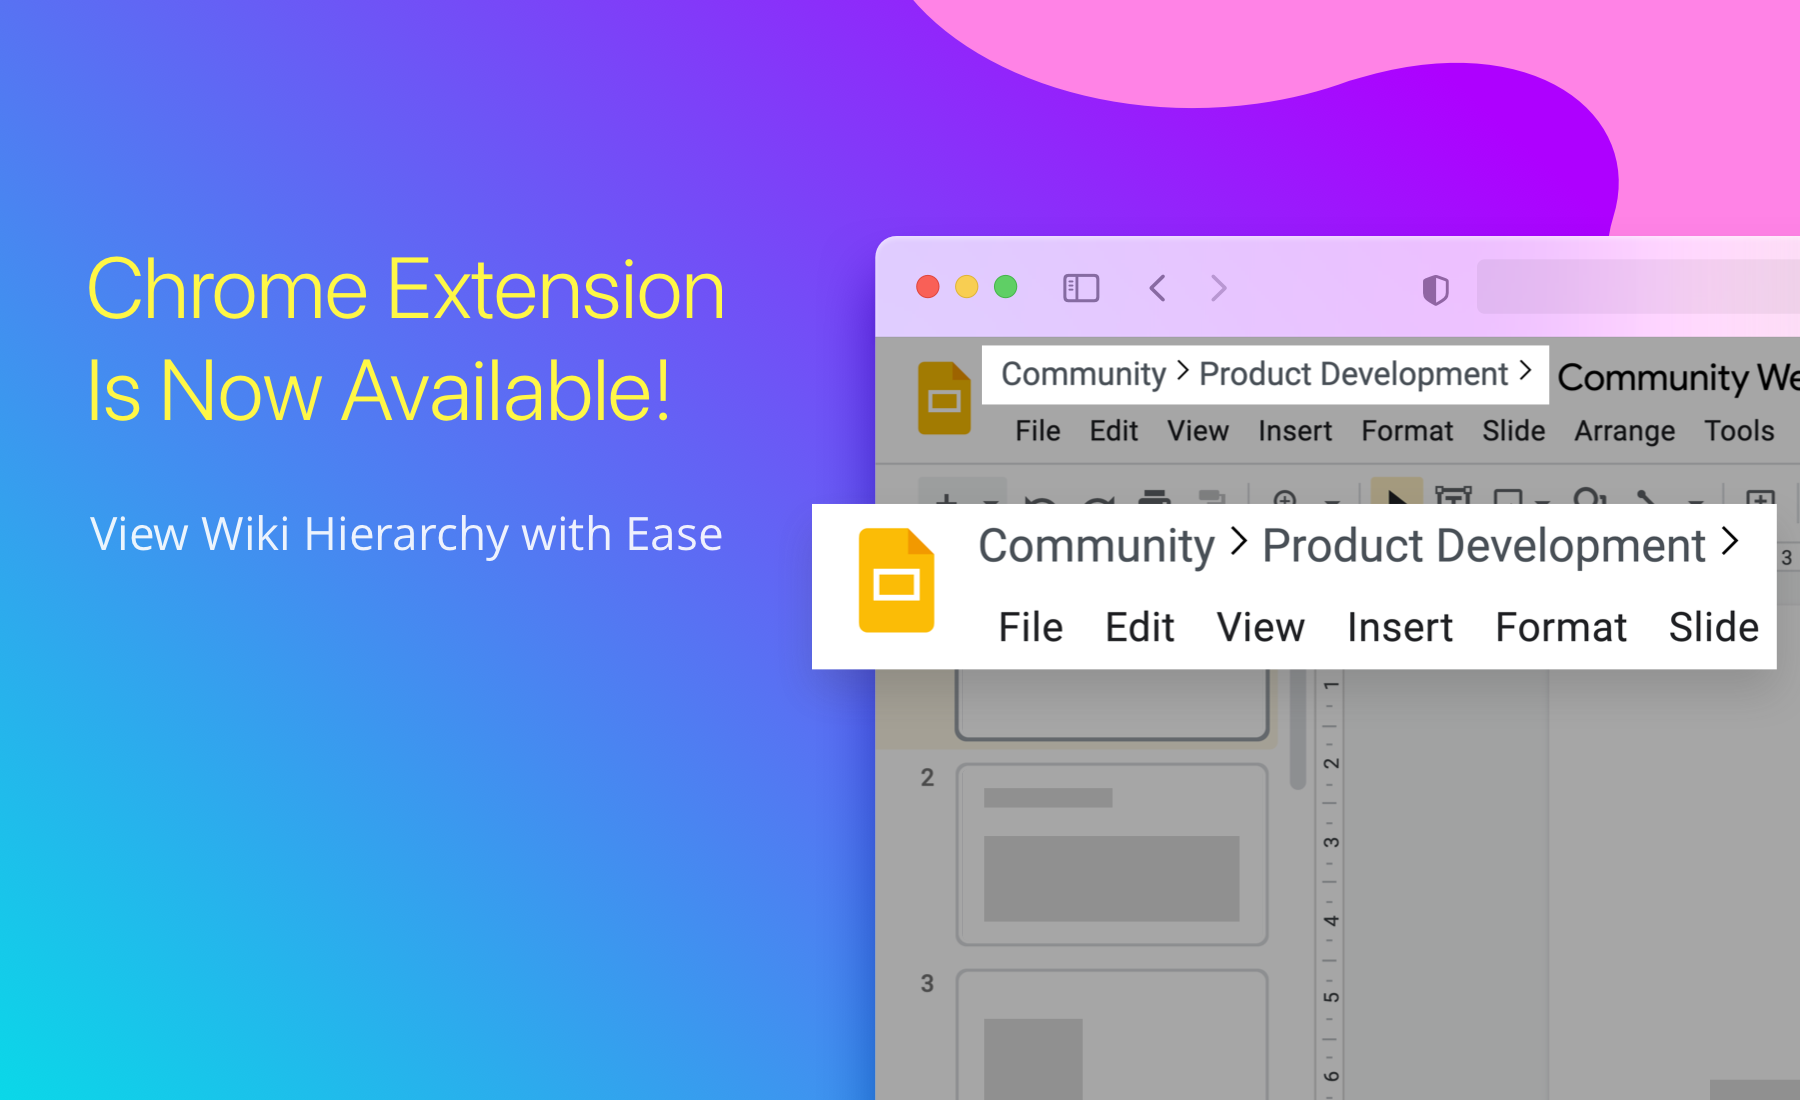 Chrome Extension
Is Now Available!
View Wiki Hierarchy with Ease
Community > Product Development > Community We
File Edit View Insert Format Slide Arrange Tools
Community > Product Development >
File Edit View Insert Format Slide
3
1
2
3
4
5
6
2
3